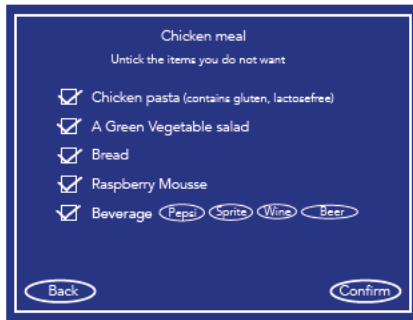 Chicken meal
Untick the items you do not want
Chicken pasta (contains gluten, lactosefree)
A Green Vegetable salad
Bread
Raspberry Mousse
Beverage Pepsi Sprite Wine Beer
Back Confirm